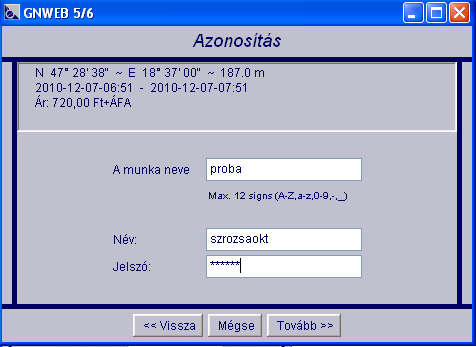 GNWEB 5/6
Azonosítás
N 47° 28' 38" ~ E 18° 37' 00" ~ 187.0 m
2010-12-07-06:51 - 2010-12-07-07:51
Ár: 720,00 Ft+ÁFA
A munka neve proba
Max. 12 signs (A-Z,a-z,0-9,-,_)
Név: szrozsaokt
Jelszó: ******
<< Vissza Mégse Tovább >>